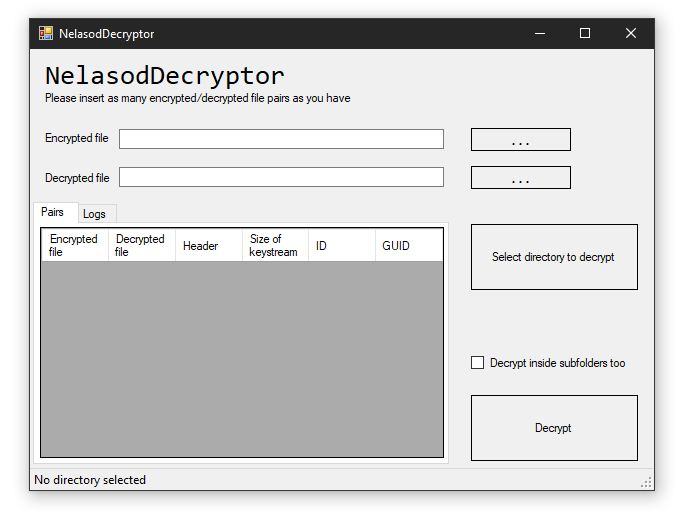 NelasodDecryptor
NelasodDecryptor
Please insert as many encrypted/decrypted file pairs as you have
Encrypted file
...
Decrypted file
...
Pairs
Logs
Encrypted file
Decrypted file
Header
Size of keystream
ID
GUID
Select directory to decrypt
Decrypt inside subfolders too
Decrypt
No directory selected